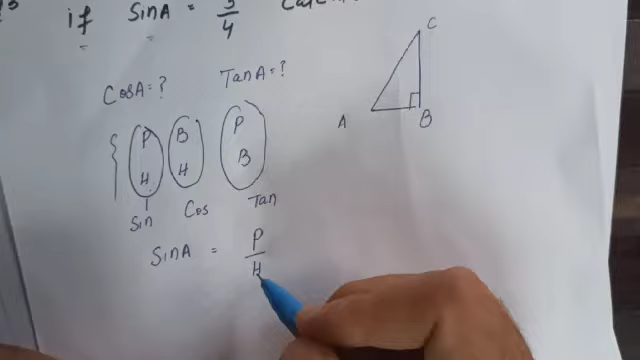 if SinA = 3/4
CosA = ? TanA = ?
P B P
H H B
Sin Cos Tan
SinA = P/H
C
A B